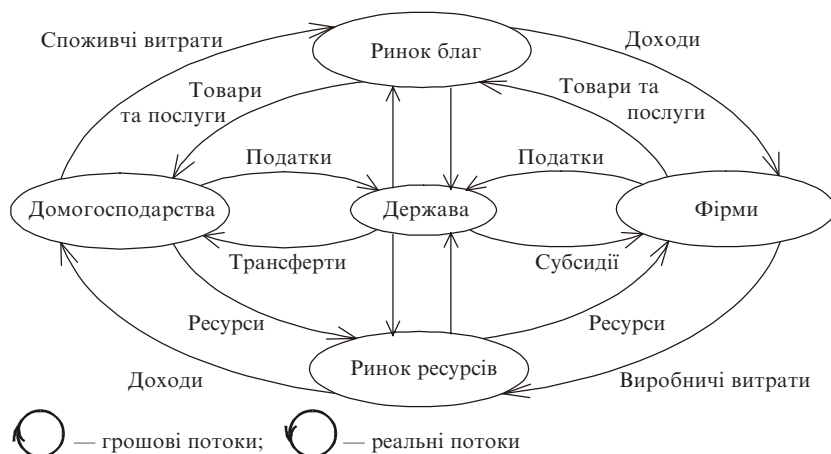 Споживчі витрати
Ринок благ
Доходи
Товари
та послуги
Товари та
послуги
Податки
Податки
Домогосподарства
Держава
Фірми
Трансферти
Субсидії
Ресурси
Ресурси
Доходи
Ринок ресурсів
Виробничі витрати
— грошові потоки;
— реальні потоки